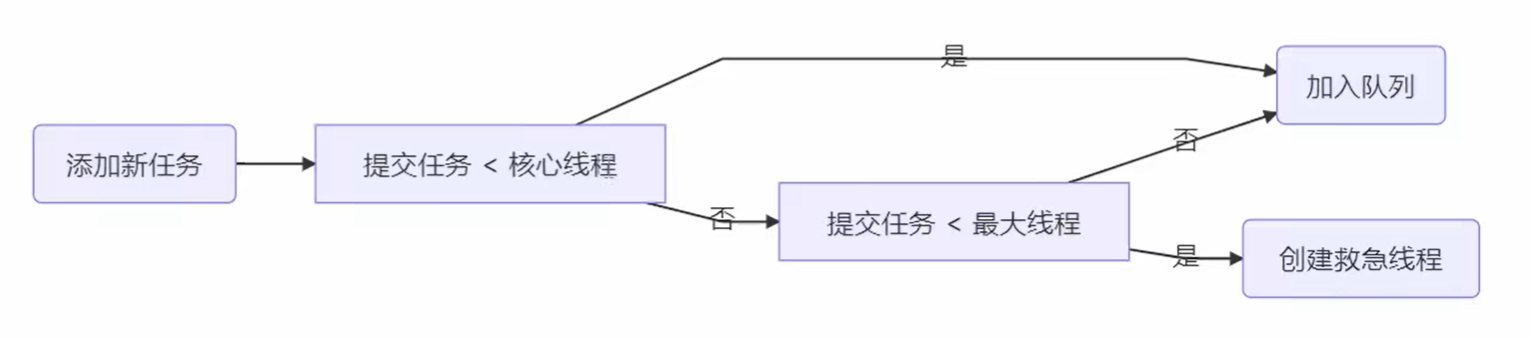 添加新任务
提交任务 < 核心线程
是
否
提交任务 < 最大线程
否
是
加入队列
创建救急线程